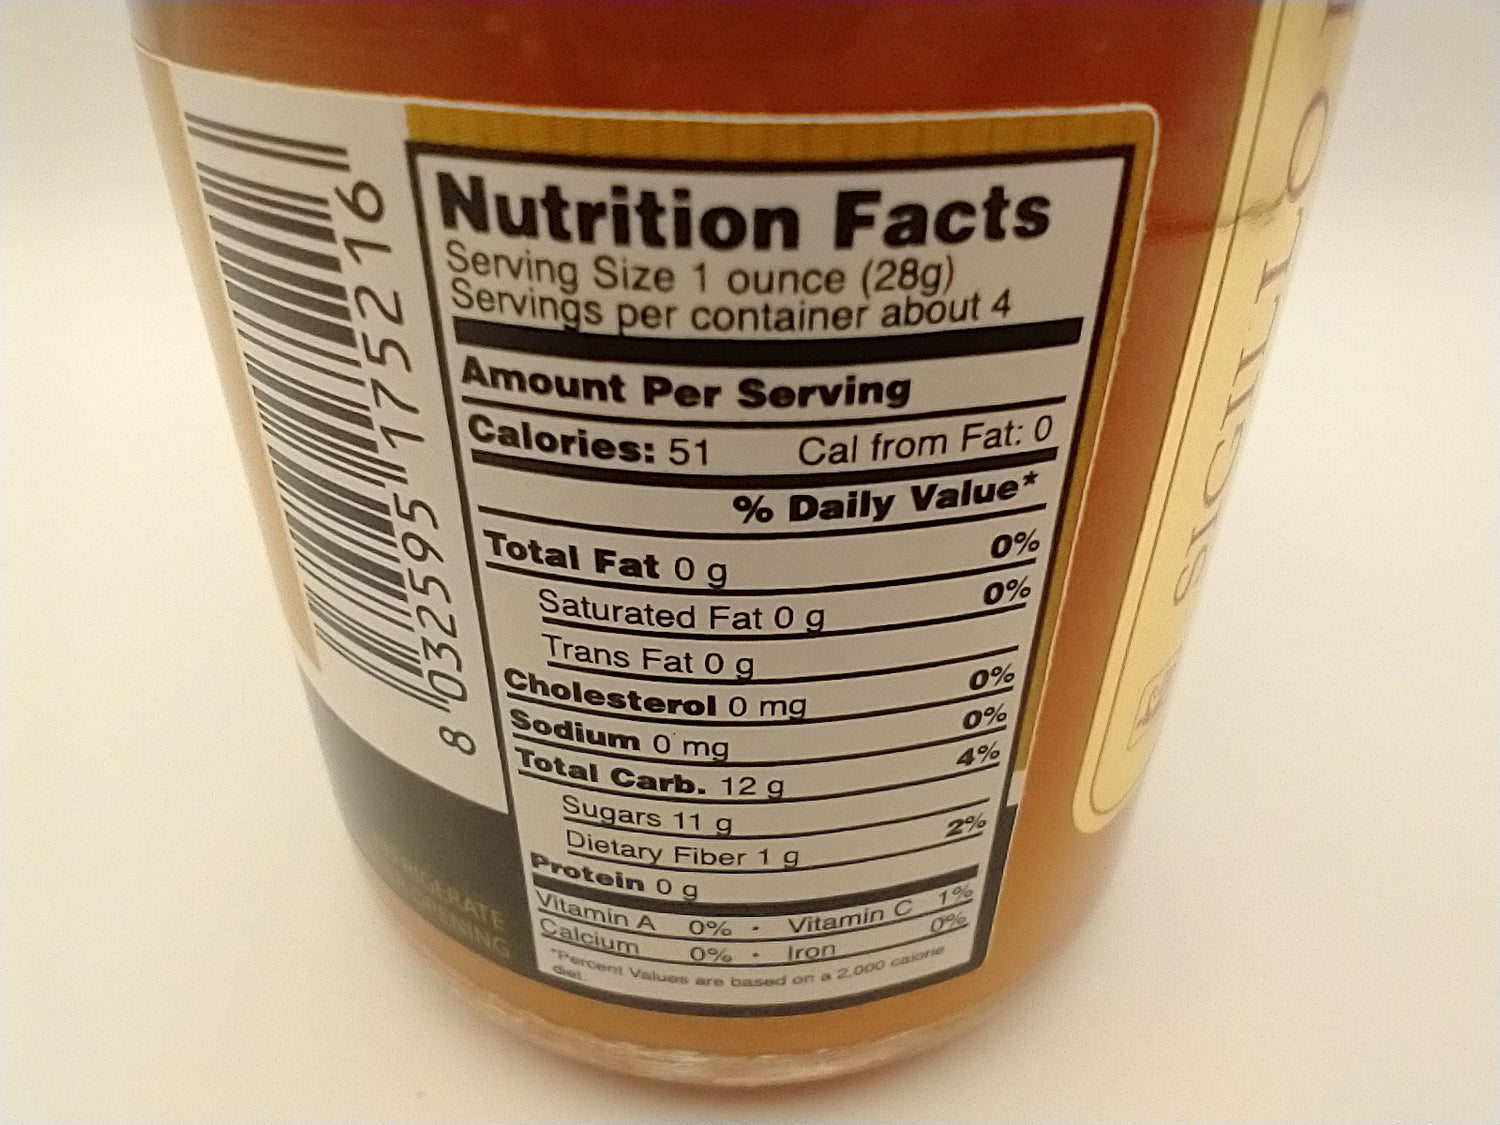 Nutrition Facts
Serving Size 1 ounce (28g)
Servings per container about 4
Amount Per Serving
Calories: 51 Cal from Fat: 0
% Daily Value*
Total Fat 0 g 0%
Saturated Fat 0 g 0%
Trans Fat 0 g
Cholesterol 0 mg 0%
Sodium 0 mg 0%
Total Carb. 12 g 4%
Sugars 11 g
Dietary Fiber 1 g 2%
Protein 0 g
Vitamin A 0% · Vitamin C 1%
Calcium 0% · Iron 0%
*Percent Values are based on a 2,000 calorie
diet
8 032595 175216
OPENING